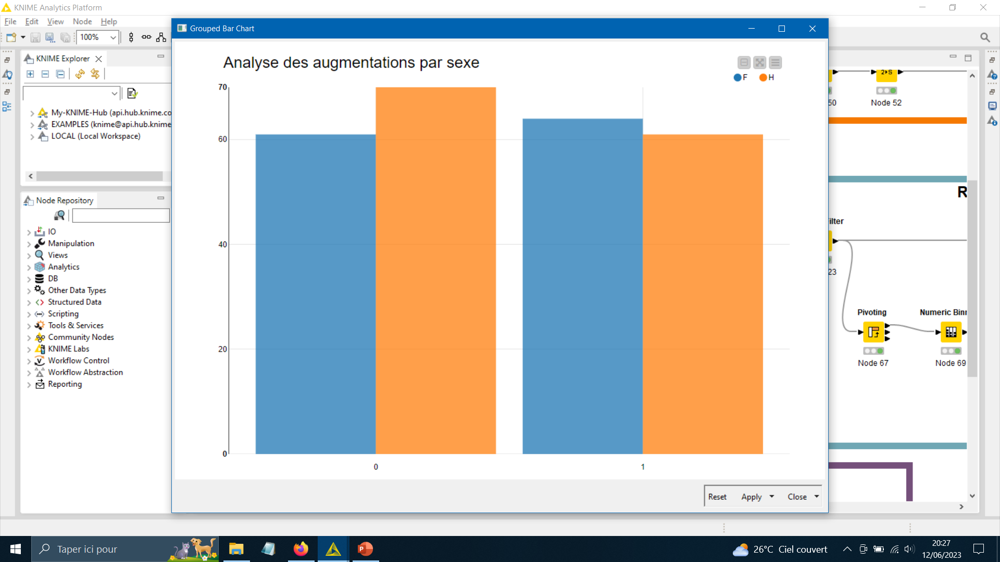 KNIME Analytics Platform
File Edit View Node Help
100%
KNIME Explorer
My-KNIME-Hub (api.hub.knime.co
EXAMPLES (knime@api.hub.knime
LOCAL (Local Workspace)
Node Repository
IO
Manipulation
Views
Analytics
DB
Other Data Types
Structured Data
Scripting
Tools & Services
Community Nodes
KNIME Labs
Workflow Control
Workflow Abstraction
Reporting
Grouped Bar Chart
Analyse des augmentations par sexe
F H
70
60
40
20
0
0 1
Reset Apply Close
2▸S
50
Node 52
R
ilter
23
Pivoting
Node 67
Numeric Binn
Node 69
Taper ici pour
P
26°C Ciel couvert
20:27
12/06/2023